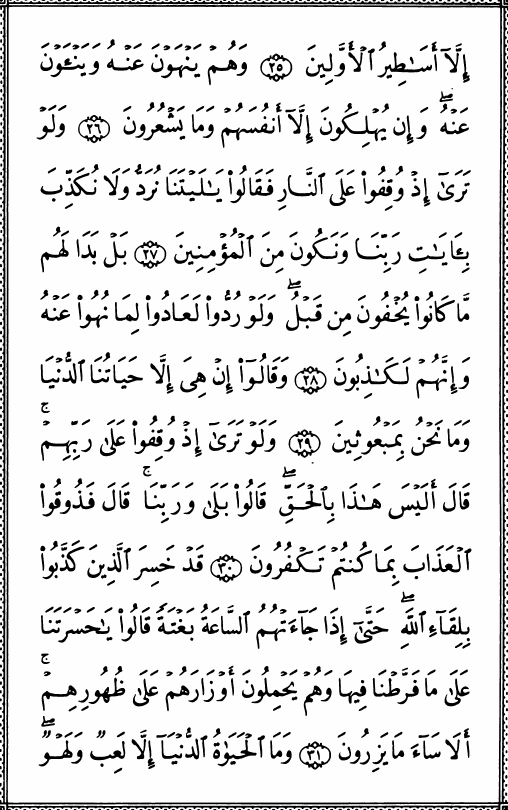 إِلَّآ أَسَـٰطِيرُ ٱلْأَوَّلِينَ ٢٥ وَهُمْ يَنْهَوْنَ عَنْهُ وَيَنْـَٔوْنَ
عَنْهُۖ وَإِن يُهْلِكُونَ إِلَّآ أَنفُسَهُمْ وَمَا يَشْعُرُونَ ٢٦ وَلَوْ
تَرَىٰٓ إِذْ وُقِفُوا۟ عَلَى ٱلنَّارِ فَقَالُوا۟ يَـٰلَيْتَنَا نُرَدُّ وَلَا نُكَذِّبَ
بِـَٔايَـٰتِ رَبِّنَا وَنَكُونَ مِنَ ٱلْمُؤْمِنِينَ ٢٧ بَلْ بَدَا لَهُم
مَّا كَانُوا۟ يُخْفُونَ مِن قَبْلُۖ وَلَوْ رُدُّوا۟ لَعَادُوا۟ لِمَا نُهُوا۟ عَنْهُ
وَإِنَّهُمْ لَكَـٰذِبُونَ ٢٨ وَقَالُوٓا۟ إِنْ هِىَ إِلَّا حَيَاتُنَا ٱلدُّنْيَا
وَمَا نَحْنُ بِمَبْعُوثِينَ ٢٩ وَلَوْ تَرَىٰٓ إِذْ وُقِفُوا۟ عَلَىٰ رَبِّهِمْۚ
قَالَ أَلَيْسَ هَـٰذَا بِٱلْحَقِّۖ قَالُوا۟ بَلَىٰ وَرَبِّنَاۚ قَالَ فَذُوقُوا۟
ٱلْعَذَابَ بِمَا كُنتُمْ تَكْفُرُونَ ٣٠ قَدْ خَسِرَ ٱلَّذِينَ كَذَّبُوا۟
بِلِقَآءِ ٱللَّهِۖ حَتَّىٰٓ إِذَا جَآءَتْهُمُ ٱلسَّاعَةُ بَغْتَةً قَالُوا۟ يَـٰحَسْرَتَنَا
عَلَىٰ مَا فَرَّطْنَا فِيهَا وَهُمْ يَحْمِلُونَ أَوْزَارَهُمْ عَلَىٰ ظُهُورِهِمْۚ
أَلَا سَآءَ مَا يَزِرُونَ ٣١ وَمَا ٱلْحَيَوٰةُ ٱلدُّنْيَآ إِلَّا لَعِبٌ وَلَهْوٌۖ